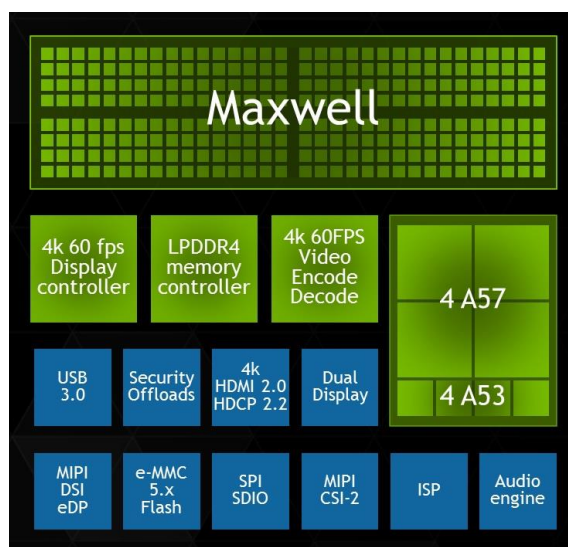 Maxwell
4k 60 fps
Display
controller
LPDDR4
memory
controller
4k 60FPS
Video
Encode
Decode
4 A57
4 A53
USB
3.0
Security
Offloads
4k
HDMI 2.0
HDCP 2.2
Dual
Display
MIPI
DSI
eDP
e-MMC
5.x
Flash
SPI
SDIO
MIPI
CSI-2
ISP
Audio
engine